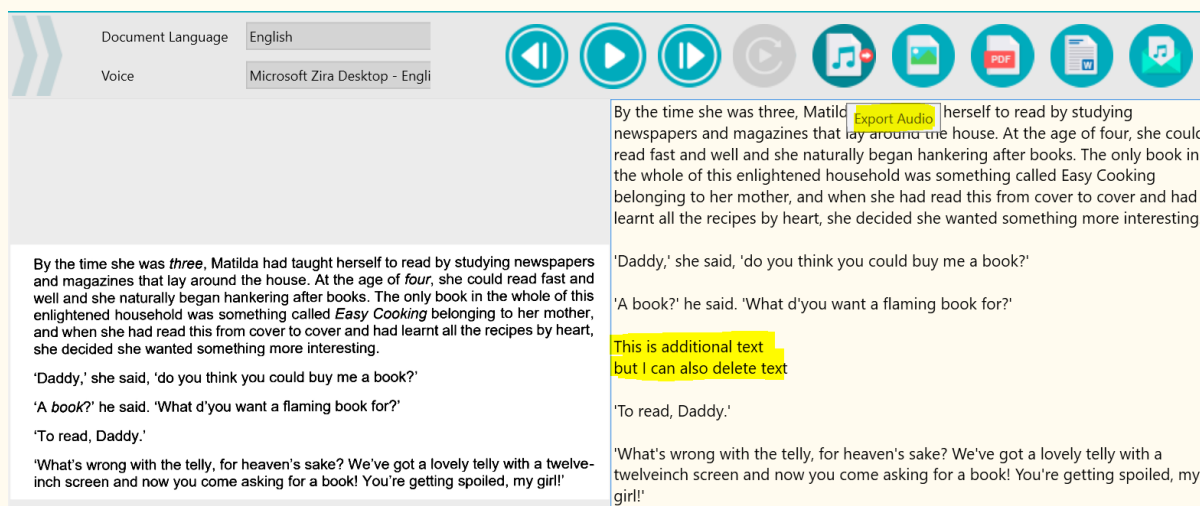 Document Language
English
Voice
Microsoft Zira Desktop - Engli
PDF
W
By the time she was three, Matilda had taught herself to read by studying newspapers
and magazines that lay around the house. At the age of four, she could read fast and
well and she naturally began hankering after books. The only book in the whole of this
enlightened household was something called Easy Cooking belonging to her mother,
and when she had read this from cover to cover and had learnt all the recipes by heart,
she decided she wanted something more interesting.
‘Daddy,’ she said, ‘do you think you could buy me a book?’
‘A book?’ he said. ‘What d’you want a flaming book for?’
‘To read, Daddy.’
‘What’s wrong with the telly, for heaven’s sake? We’ve got a lovely telly with a twelve-
inch screen and now you come asking for a book! You’re getting spoiled, my girl!’
By the time she was three, Matild
Export Audio
herself to read by studying
newspapers and magazines that lay around the house. At the age of four, she could
read fast and well and she naturally began hankering after books. The only book in
the whole of this enlightened household was something called Easy Cooking
belonging to her mother, and when she had read this from cover to cover and had
learnt all the recipes by heart, she decided she wanted something more interesting
'Daddy,' she said, 'do you think you could buy me a book?'
'A book?' he said. 'What d'you want a flaming book for?'
This is additional text
but I can also delete text
'To read, Daddy.'
'What's wrong with the telly, for heaven's sake? We've got a lovely telly with a
twelveinch screen and now you come asking for a book! You're getting spoiled, my
girl!'